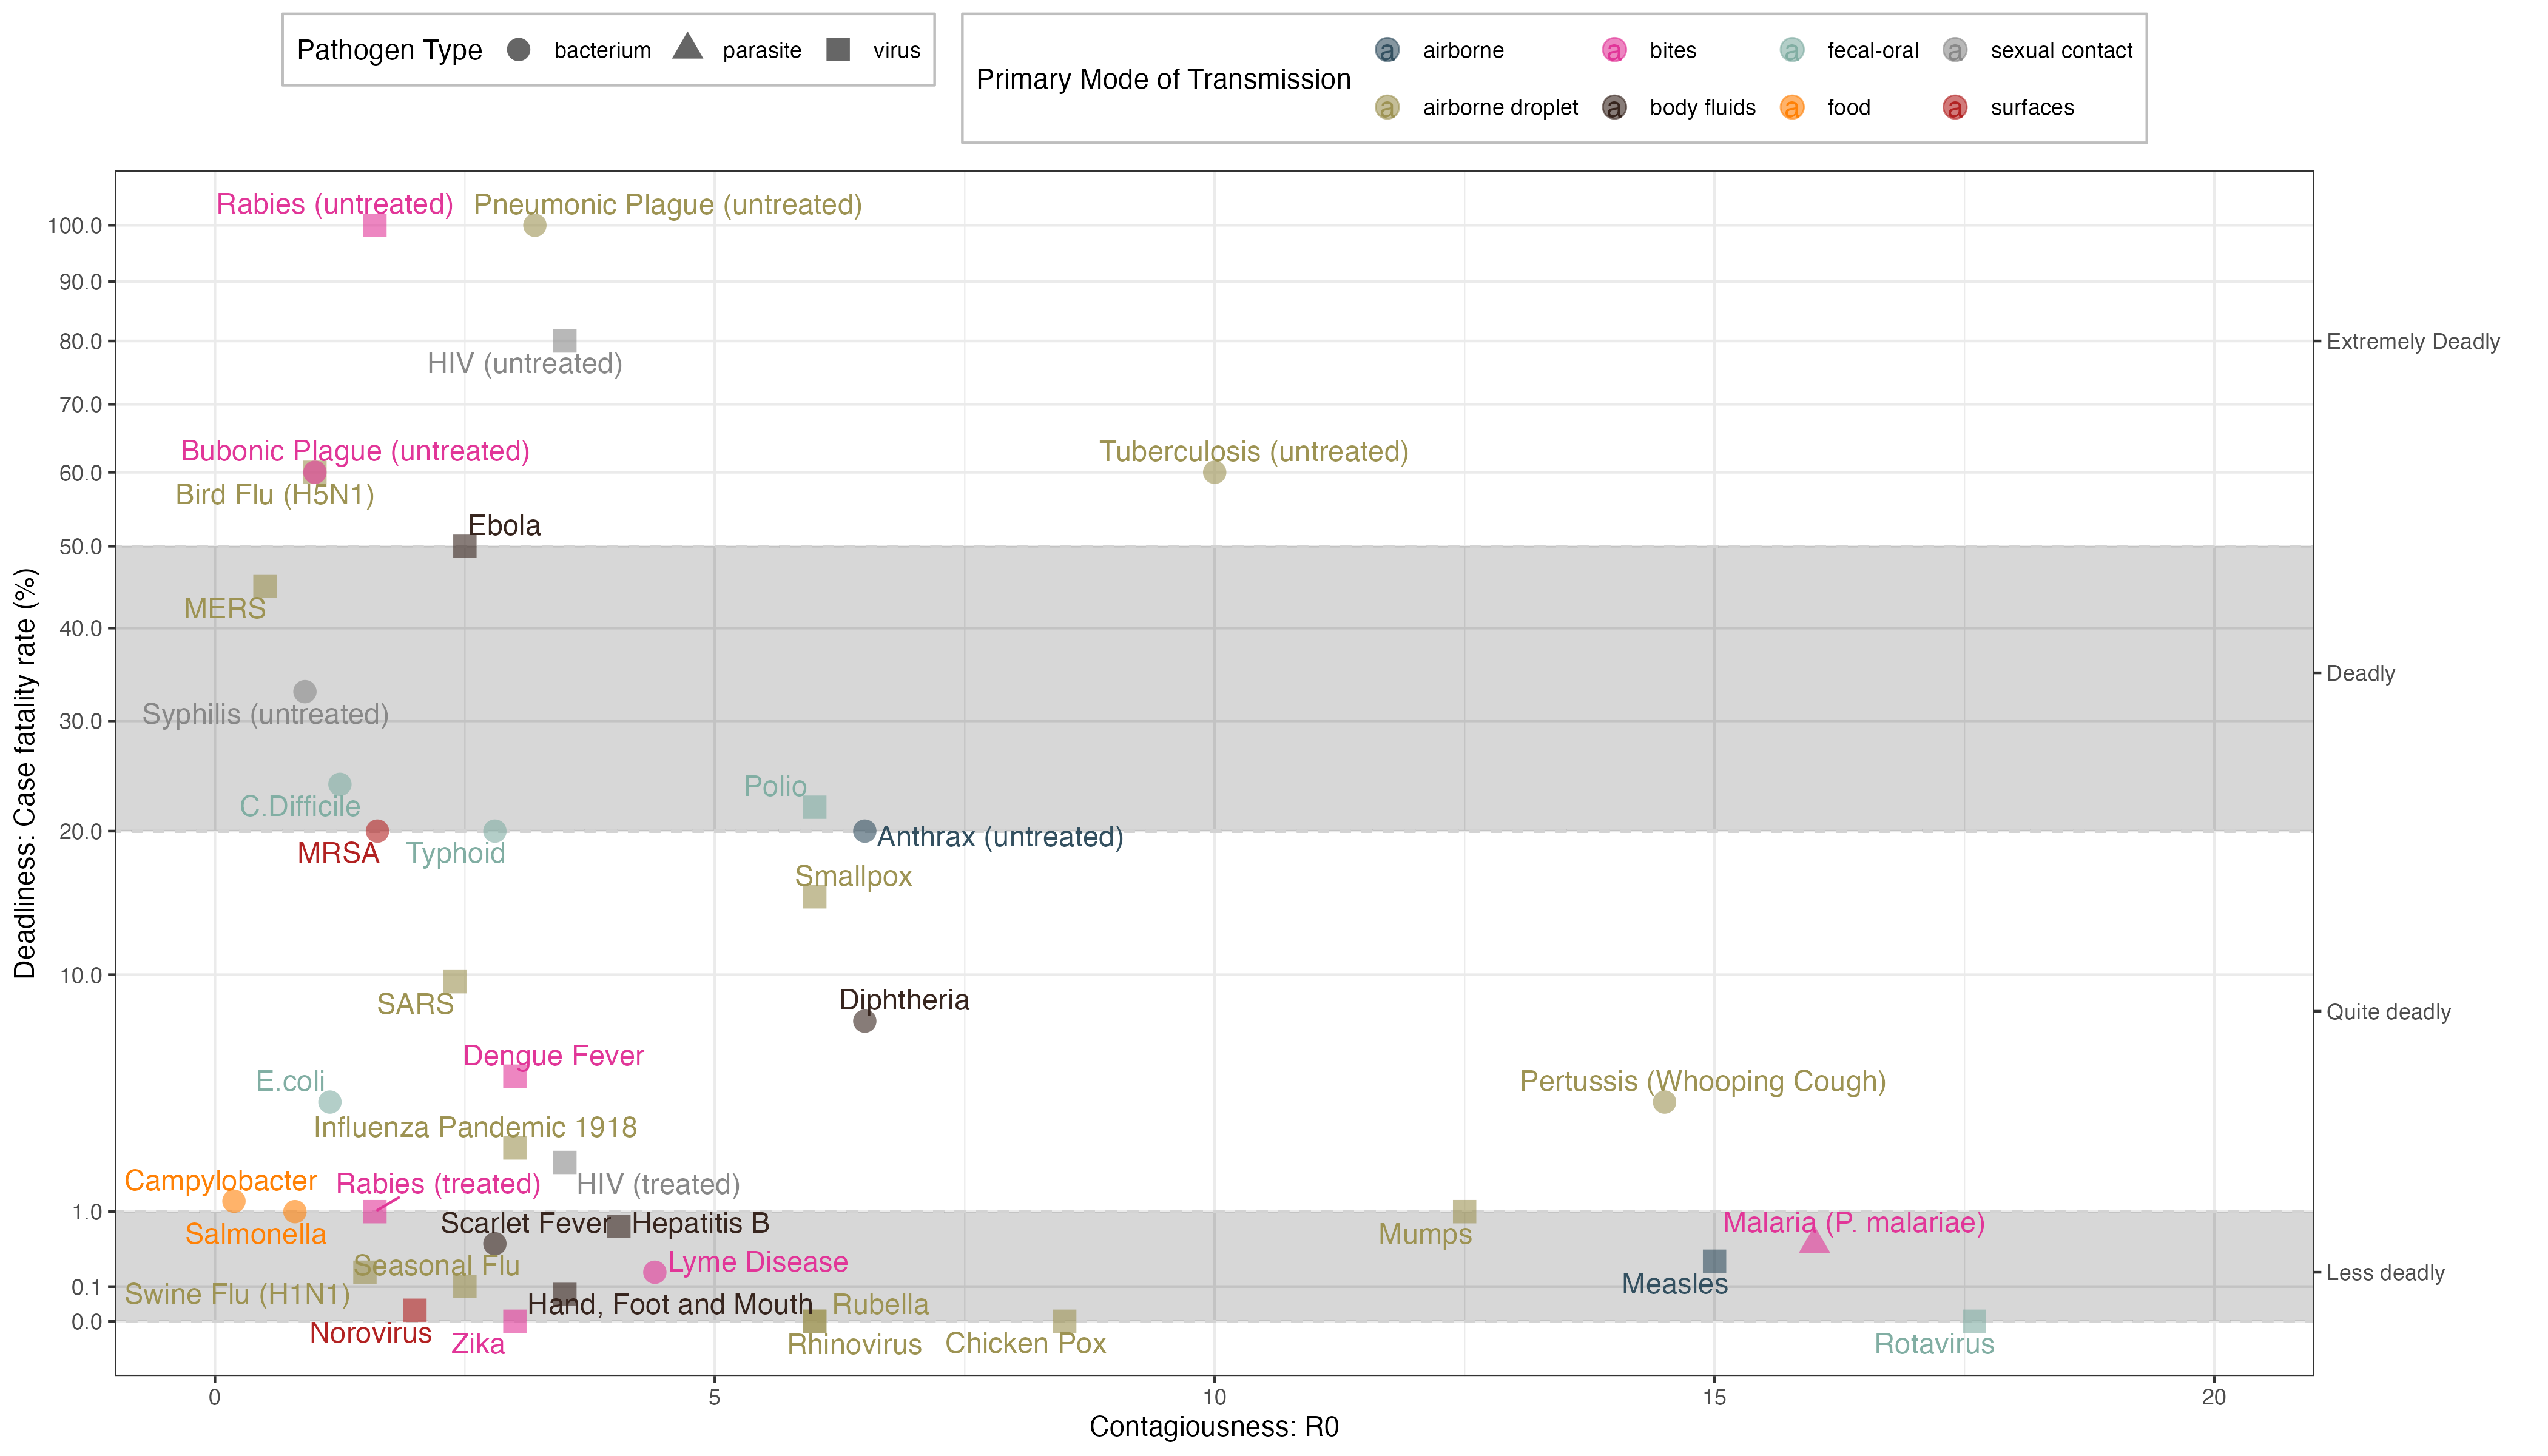 Pathogen Type bacterium parasite virus
Primary Mode of Transmission
airborne bites fecal-oral sexual contact
airborne droplet body fluids food surfaces
Rabies (untreated) Pneumonic Plague (untreated)
100.0
90.0
80.0 Extremely Deadly
HIV (untreated)
70.0
Bubonic Plague (untreated) Tuberculosis (untreated)
60.0
Bird Flu (H5N1)
Ebola
50.0
MERS
40.0
Deadly
Syphilis (untreated)
30.0
Polio
C.Difficile
20.0
Anthrax (untreated)
MRSA Typhoid
Smallpox
Deadliness: Case fatality rate (%)
10.0
SARS
Diphtheria
Quite deadly
Dengue Fever
E.coli
Pertussis (Whooping Cough)
Influenza Pandemic 1918
Campylobacter Rabies (treated) HIV (treated)
1.0
Salmonella Scarlet Fever Hepatitis B Mumps Malaria (P. malariae)
Seasonal Flu Lyme Disease
Less deadly
0.1
Swine Flu (H1N1) Measles
Hand, Foot and Mouth Rubella
0.0
Norovirus Zika Rhinovirus Chicken Pox Rotavirus
0 5 10 15 20
Contagiousness: R0
a a a a
a a a a